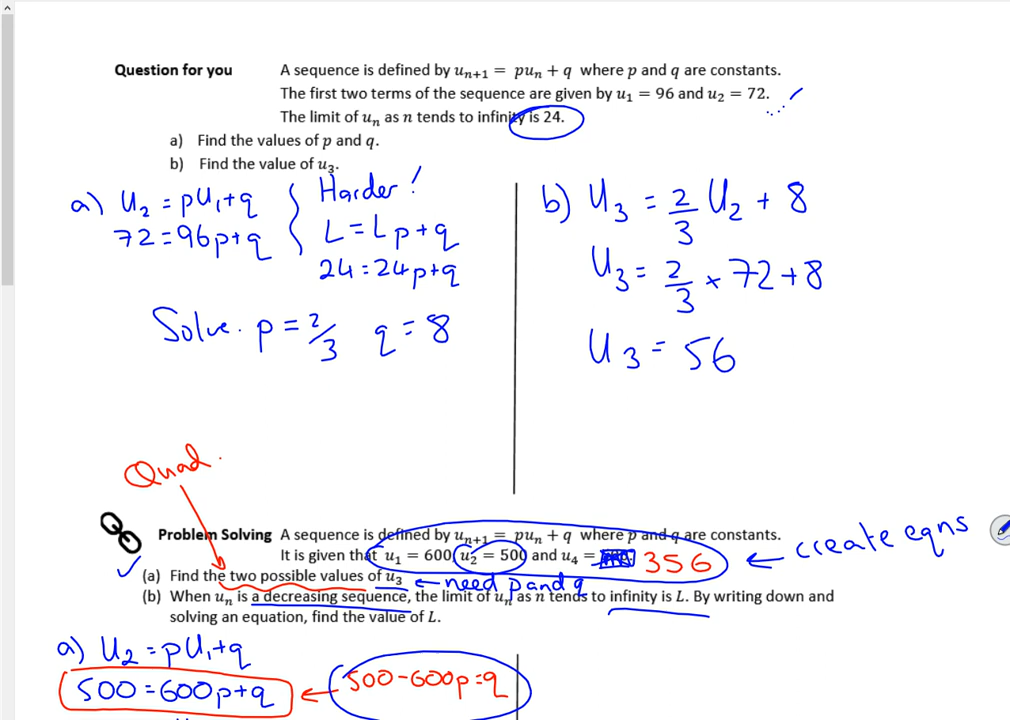 Question for you A sequence is defined by uₙ₊₁ = puₙ + q where p and q are constants.
The first two terms of the sequence are given by u₁ = 96 and u₂ = 72.
The limit of uₙ as n tends to infinity is 24.
a) Find the values of p and q.
b) Find the value of u₃.
a) U₂ = pU₁+q
72 = 96p+q
Harder!
L = Lp+q
24 = 24p+q
Solve. p = 2/3 q = 8
b) U₃ = 2/3 U₂ + 8
U₃ = 2/3 × 72 + 8
U₃ = 56
Quad.
Problem Solving A sequence is defined by uₙ₊₁ = puₙ + q where p and q are constants.
It is given that u₁ = 600 u₂ = 500 and u₄ = 356 ← create eqns
(a) Find the two possible values of u₃ ← need p and q
(b) When uₙ is a decreasing sequence, the limit of uₙ as n tends to infinity is L. By writing down and
solving an equation, find the value of L.
a) U₂ = pU₁+q
500 = 600p+q ← 500-600p=q